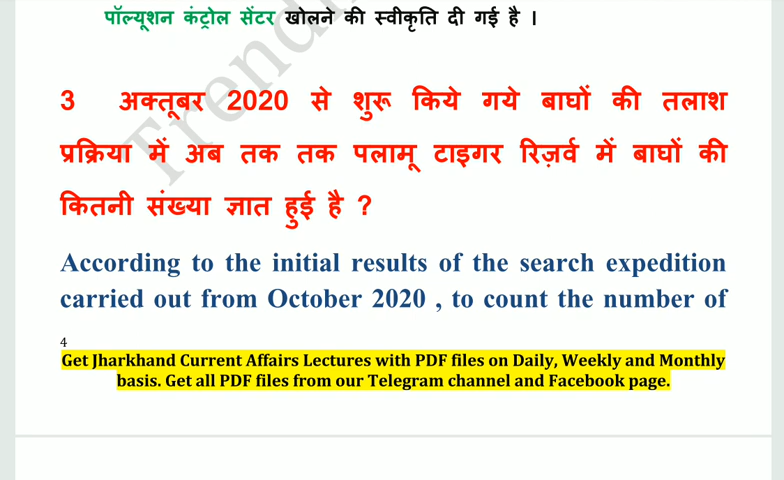 पॉल्यूशन कंट्रोल सेंटर खोलने की स्वीकृति दी गई है ।
3 अक्तूबर 2020 से शुरू किये गये बाघों की तलाश
प्रक्रिया में अब तक तक पलामू टाइगर रिज़र्व में बाघों की
कितनी संख्या ज्ञात हुई है ?
According to the initial results of the search expedition
carried out from October 2020 , to count the number of
4
Get Jharkhand Current Affairs Lectures with PDF files on Daily, Weekly and Monthly
basis. Get all PDF files from our Telegram channel and Facebook page.